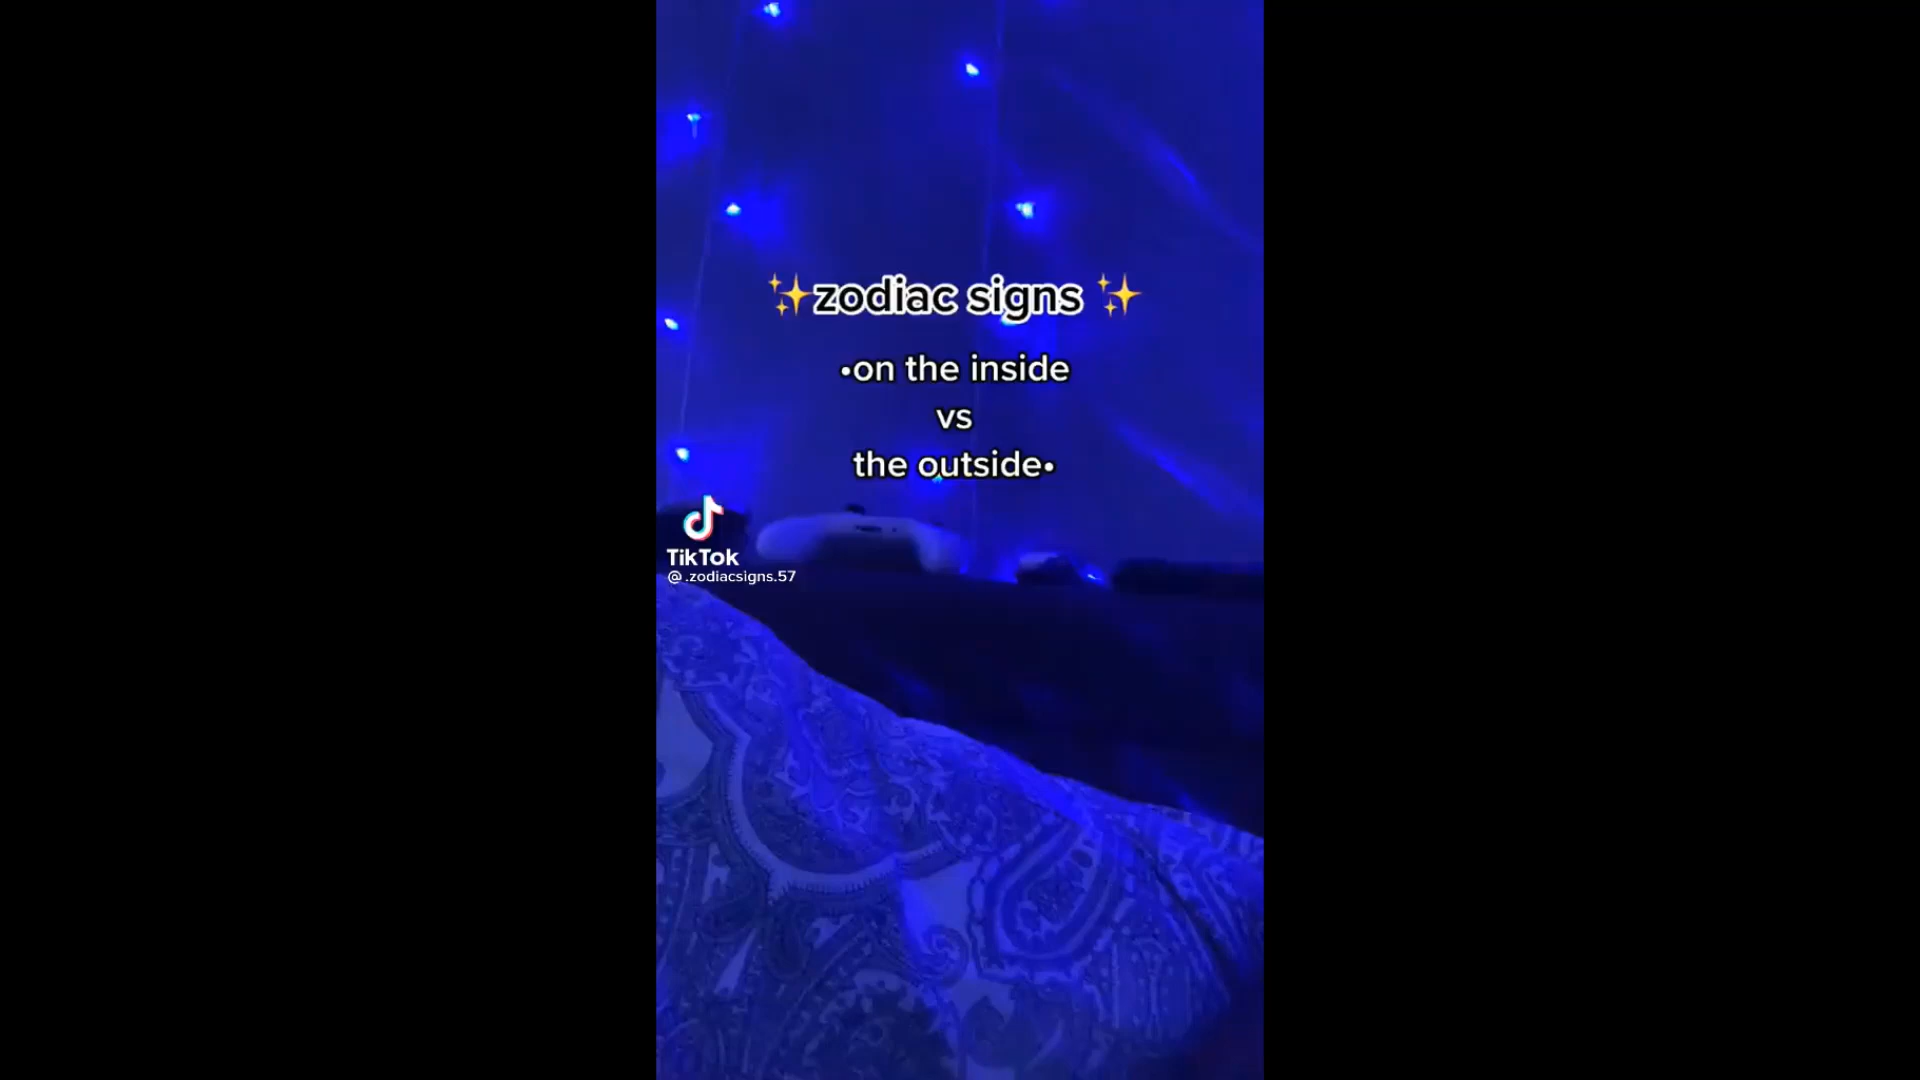 ✨zodiac signs ✨
•on the inside
vs
the outside•
TikTok
@.zodiacsigns.57